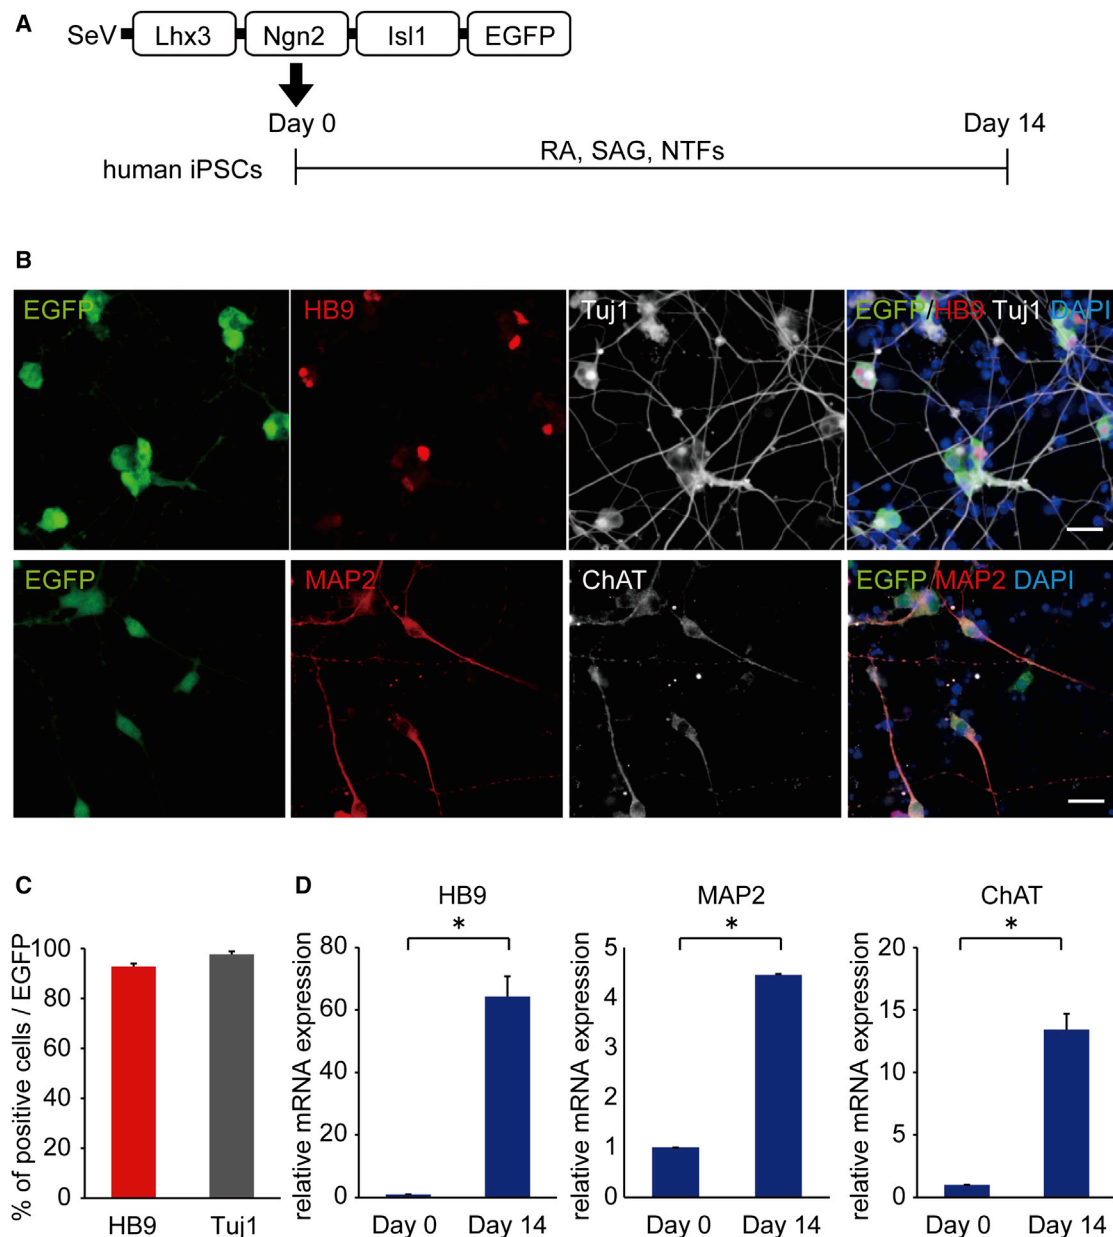 A
SeV Lhx3 Ngn2 Isl1 EGFP
Day 0 Day 14
human iPSCs RA, SAG, NTFs
B
EGFP HB9 Tuj1 EGFP/HB9 Tuj1 DAPI
EGFP MAP2 ChAT EGFP MAP2 DAPI
C
% of positive cells / EGFP
100
80
60
40
20
0
HB9 Tuj1
D
HB9
*
relative mRNA expression
80
60
40
20
0
Day 0 Day 14
MAP2
*
relative mRNA expression
5
4
3
2
1
0
Day 0 Day 14
ChAT
*
relative mRNA expression
20
15
10
5
0
Day 0 Day 14